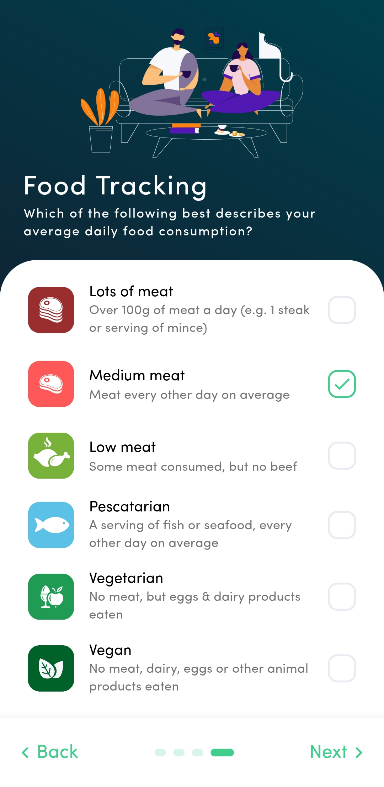 Food Tracking
Which of the following best describes your
average daily food consumption?
Lots of meat
Over 100g of meat a day (e.g. 1 steak
or serving of mince)
Medium meat
Meat every other day on average
Low meat
Some meat consumed, but no beef
Pescatarian
A serving of fish or seafood, every
other day on average
Vegetarian
No meat, but eggs & dairy products
eaten
Vegan
No meat, dairy, eggs or other animal
products eaten
Back
Next